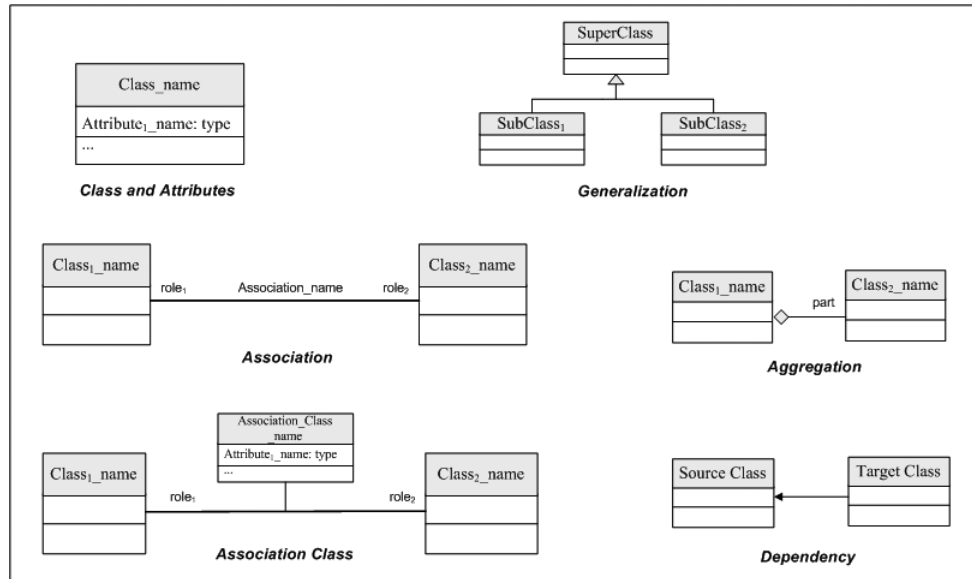 Class_name
Attribute₁_name: type
...
Class and Attributes
SuperClass
SubClass₁
SubClass₂
Generalization
Class₁_name
role₁
Association_name
role₂
Class₂_name
Association
Class₁_name
part
Class₂_name
Aggregation
Association_Class
_name
Attribute₁_name: type
...
Class₁_name
role₁
role₂
Class₂_name
Association Class
Source Class
Target Class
Dependency